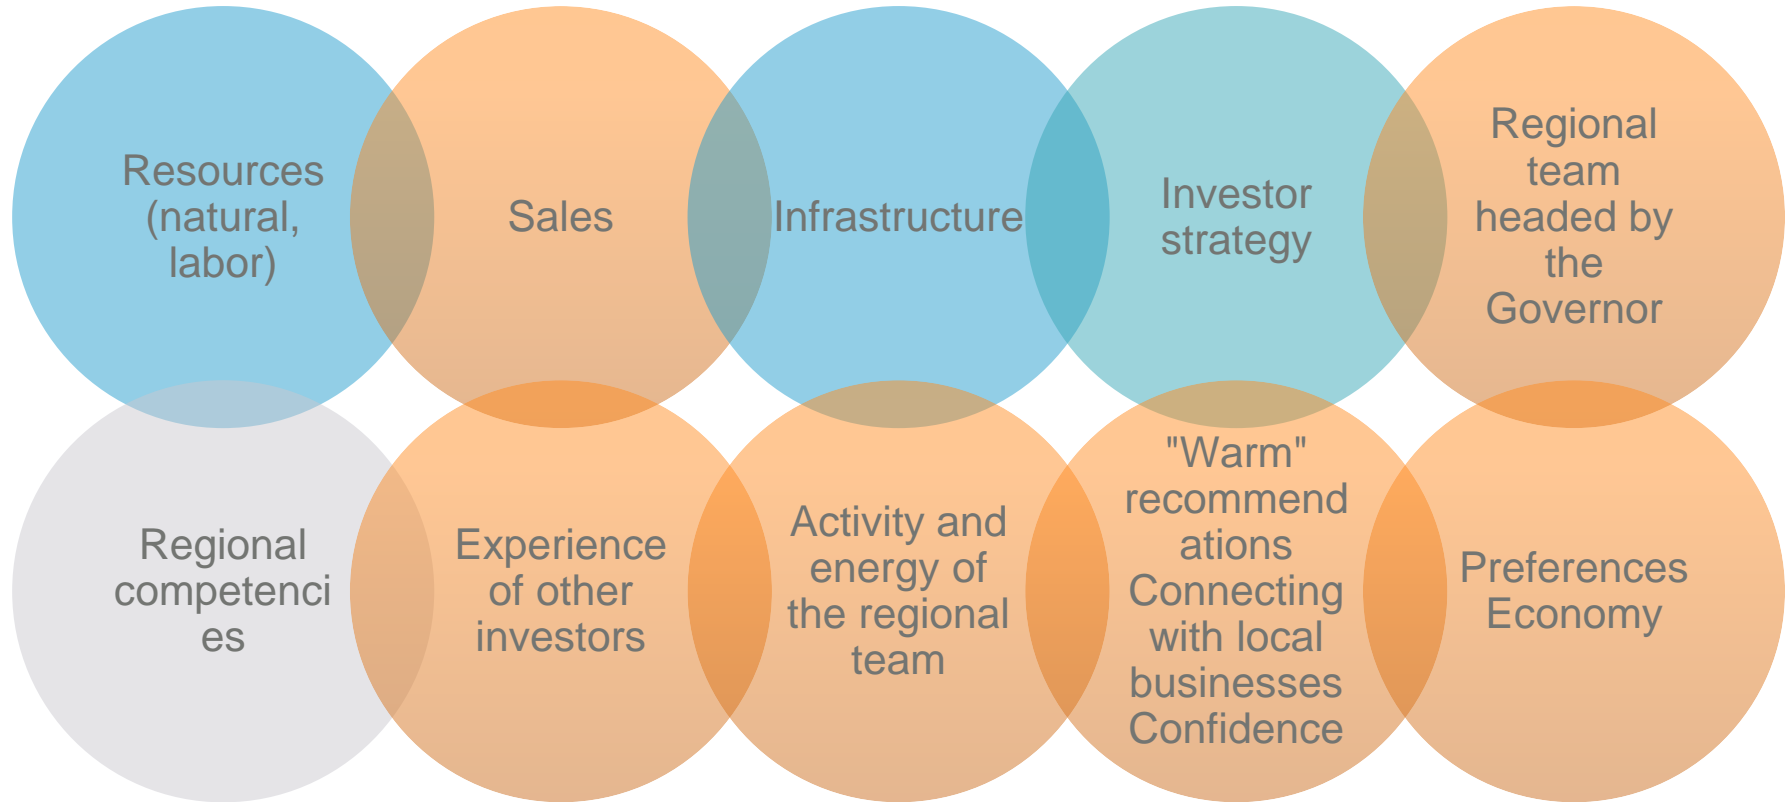 Resources
(natural,
labor)
Sales
Infrastructure
Investor
strategy
Regional
team
headed by
the
Governor
Regional
competenci
es
Experience
of other
investors
Activity and
energy of
the regional
team
"Warm"
recommend
ations
Connecting
with local
businesses
Confidence
Preferences
Economy